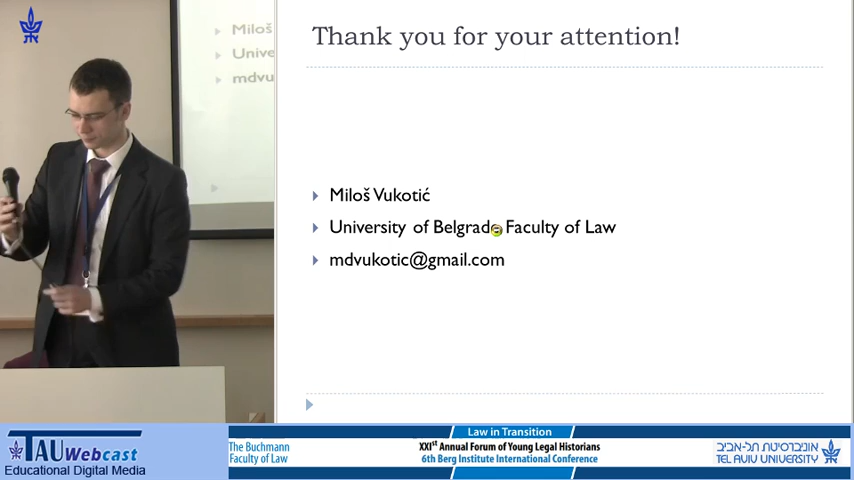 Miloš
Unive
mdvu
Thank you for your attention!
Miloš Vukotić
University of Belgrade Faculty of Law
mdvukotic@gmail.com
TAU Webcast
Educational Digital Media
The Buchmann
Faculty of Law
Law in Transition
XXIst Annual Forum of Young Legal Historians
6th Berg Institute International Conference
אוניברסיטת תל-אביב
TEL AVIV UNIVERSITY